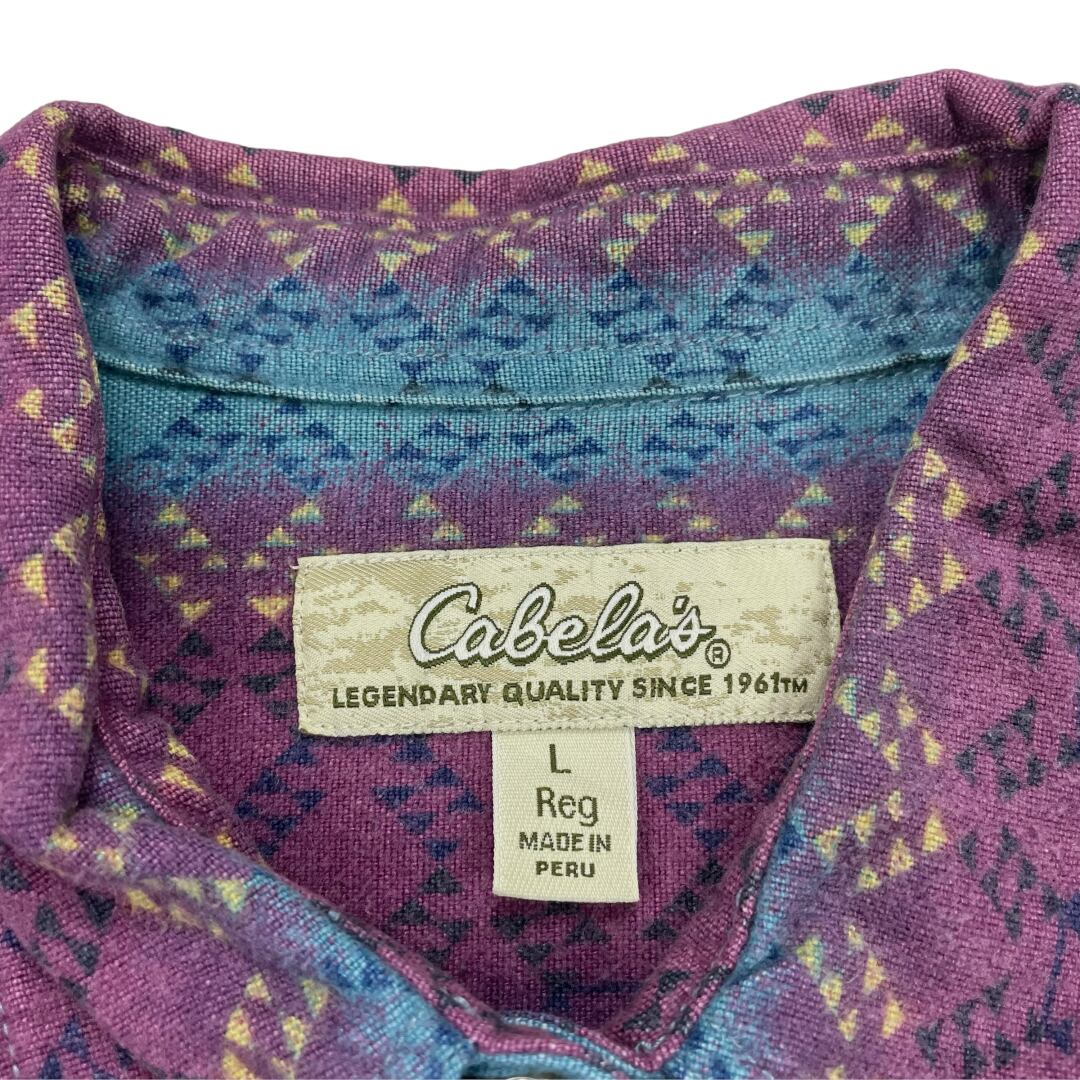 Cabela's®
LEGENDARY QUALITY SINCE 1961™
L
Reg
MADE IN
PERU